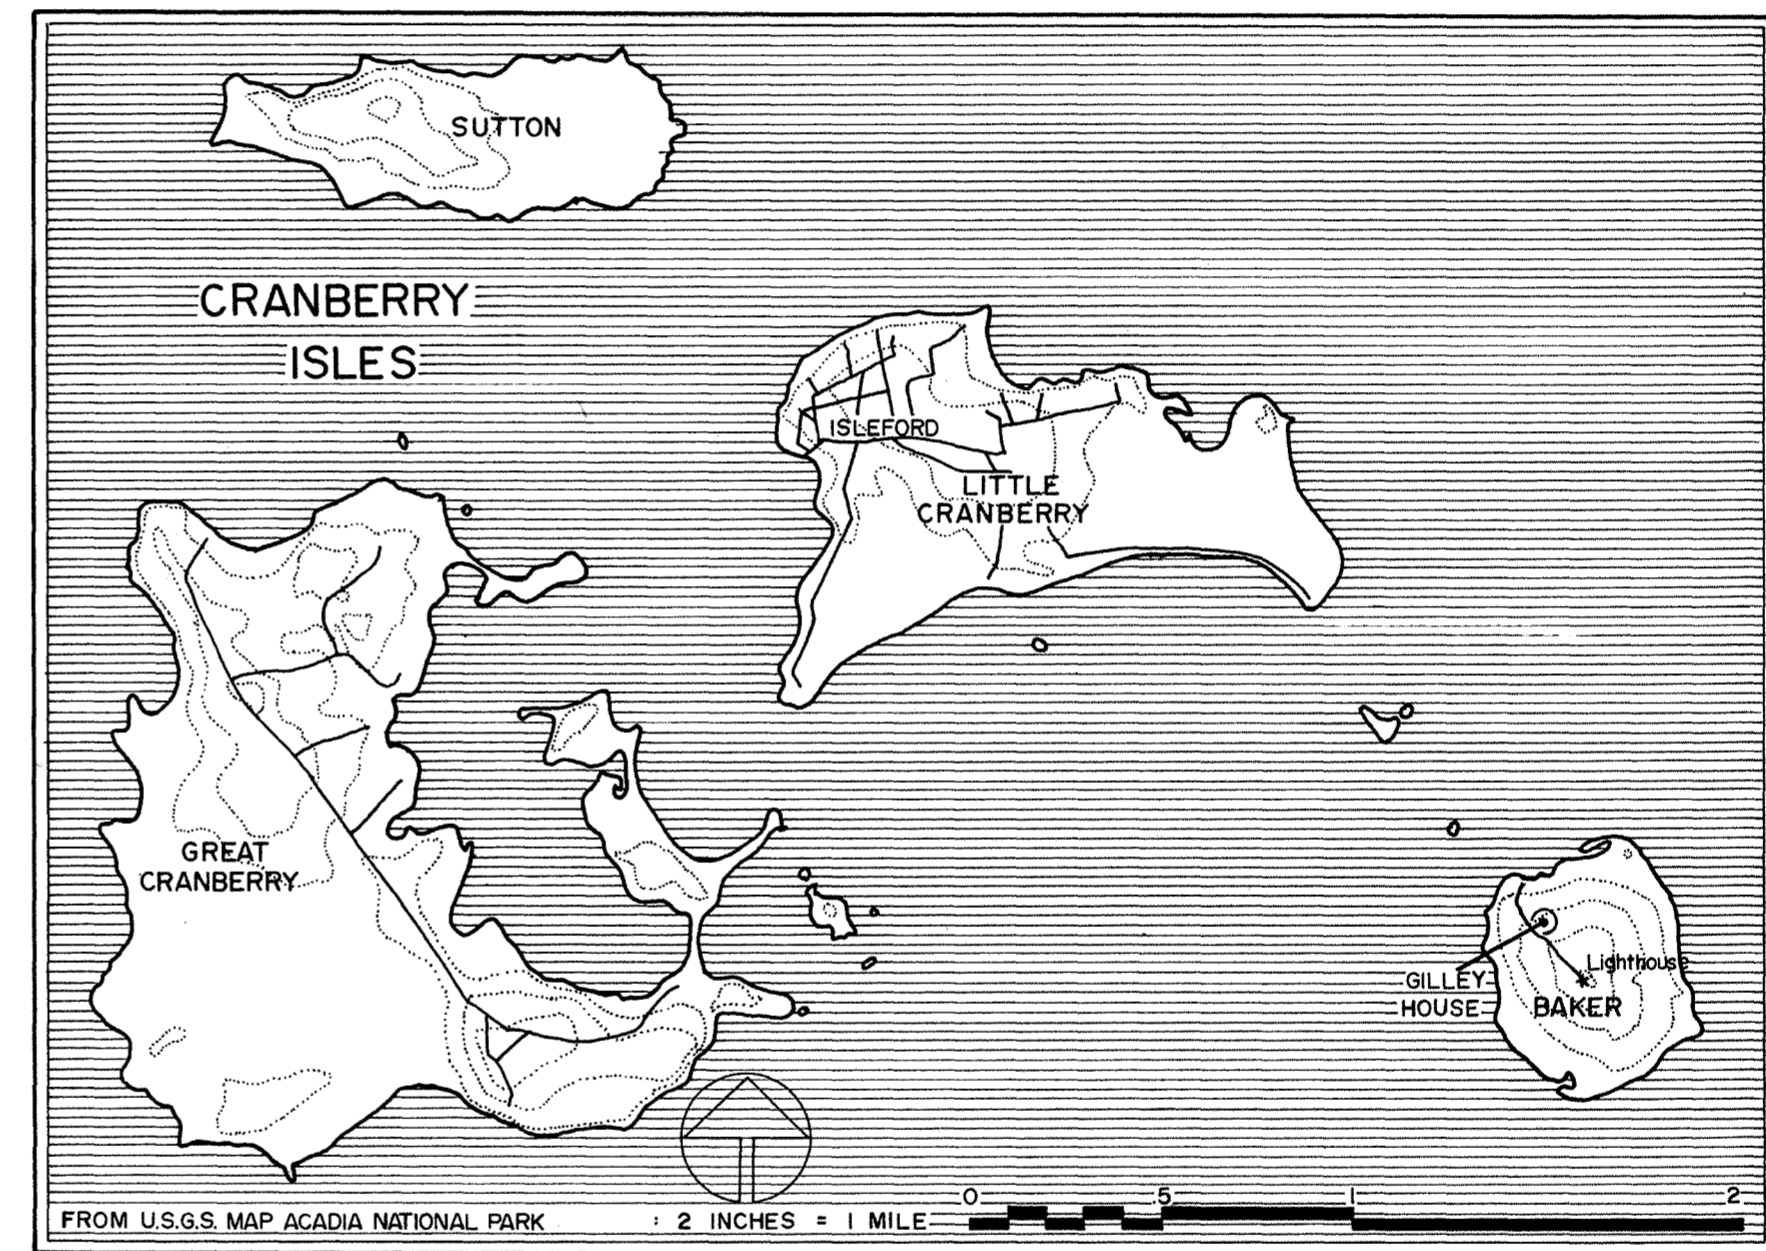 SUTTON
CRANBERRY
ISLES
ISLEFORD
LITTLE
CRANBERRY
GREAT
CRANBERRY
Lighthouse
GILLEY
HOUSE
BAKER
0 .5 1 2
FROM U.S.G.S. MAP ACADIA NATIONAL PARK : 2 INCHES = 1 MILE